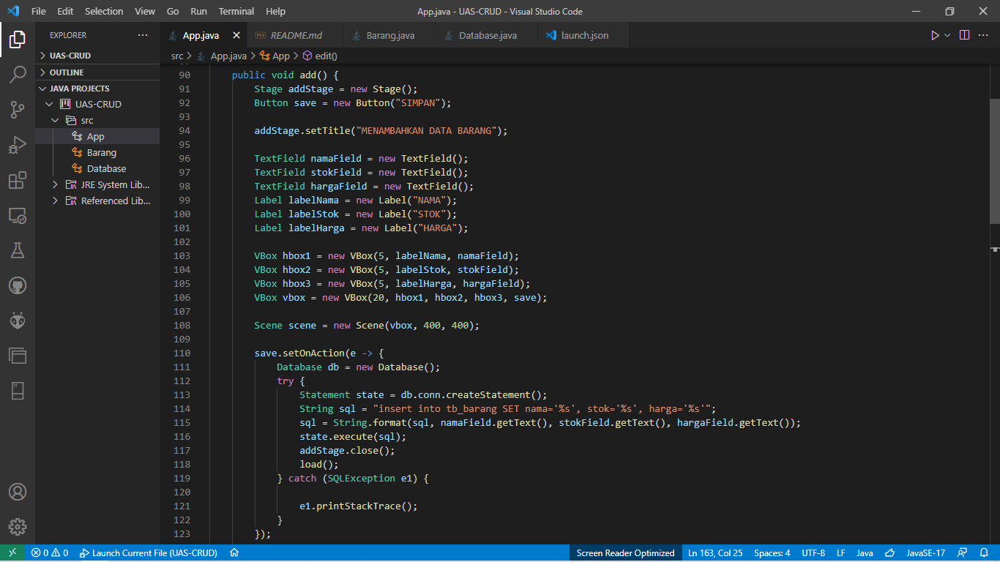 File Edit Selection View Go Run Terminal Help App.java - UAS-CRUD - Visual Studio Code
EXPLORER
App.java README.md Barang.java Database.java launch.json
UAS-CRUD
src > App.java > App > edit()
OUTLINE
JAVA PROJECTS
UAS-CRUD
src
App
Barang
Database
JRE System Lib...
Referenced Lib...
90 public void add() {
91 Stage addStage = new Stage();
92 Button save = new Button("SIMPAN");
93
94 addStage.setTitle("MENAMBAHKAN DATA BARANG");
95
96 TextField namaField = new TextField();
97 TextField stokField = new TextField();
98 TextField hargaField = new TextField();
99 Label labelNama = new Label("NAMA");
100 Label labelStok = new Label("STOK");
101 Label labelHarga = new Label("HARGA");
102
103 VBox hbox1 = new VBox(5, labelNama, namaField);
104 VBox hbox2 = new VBox(5, labelStok, stokField);
105 VBox hbox3 = new VBox(5, labelHarga, hargaField);
106 VBox vbox = new VBox(20, hbox1, hbox2, hbox3, save);
107
108 Scene scene = new Scene(vbox, 400, 400);
109
110 save.setOnAction(e -> {
111 Database db = new Database();
112 try {
113 Statement state = db.conn.createStatement();
114 String sql = "insert into tb_barang SET nama='%s', stok='%s', harga='%s'";
115 sql = String.format(sql, namaField.getText(), stokField.getText(), hargaField.getText());
116 state.execute(sql);
117 addStage.close();
118 load();
119 } catch (SQLException e1) {
120
121 e1.printStackTrace();
122 }
123 });
0 0 Launch Current File (UAS-CRUD) Screen Reader Optimized Ln 163, Col 25 Spaces: 4 UTF-8 LF Java JavaSE-17